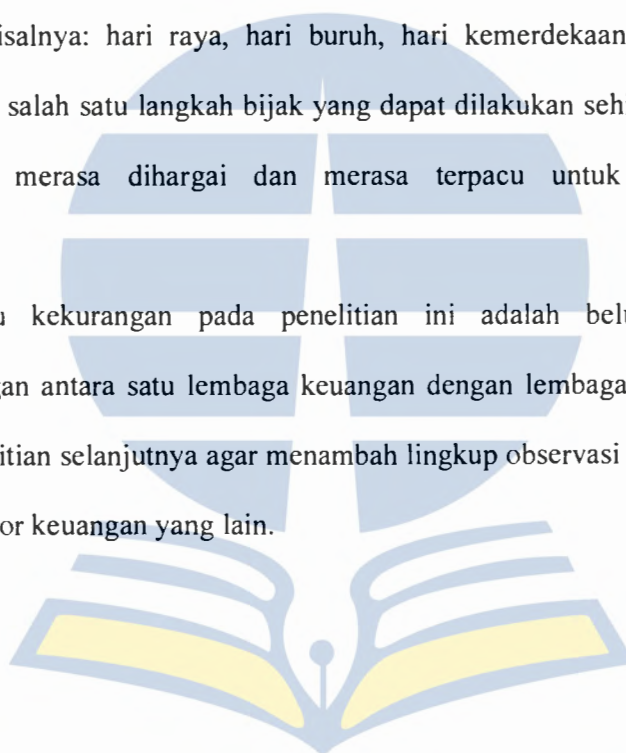 isalnya: hari raya, hari buruh, hari kemerdekaan
salah satu langkah bijak yang dapat dilakukan seh
merasa dihargai dan merasa terpacu untuk
kekurangan pada penelitian ini adalah bel
gan antara satu lembaga keuangan dengan lembaga
itian selanjutnya agar menambah lingkup observasi
or keuangan yang lain.